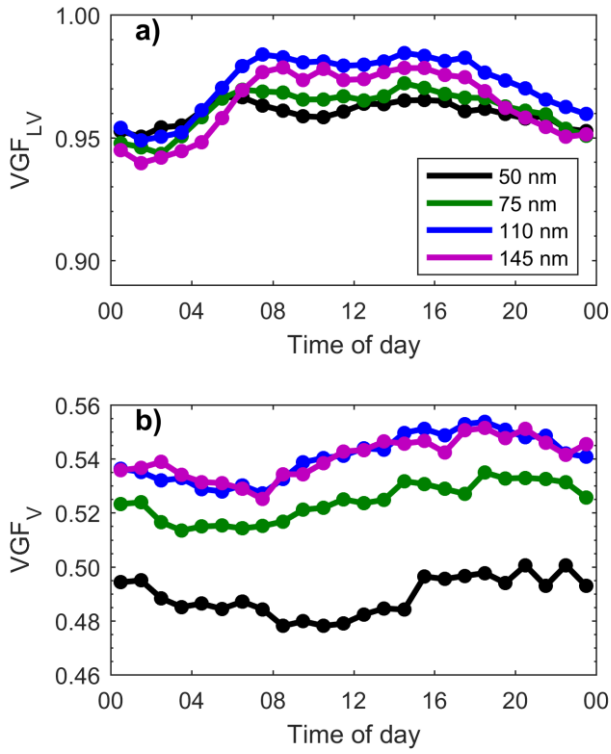 a)
1.00
0.95
0.90
VGF_LV
50 nm
75 nm
110 nm
145 nm
00 04 08 12 16 20 00
Time of day
b)
0.56
0.54
0.52
0.50
0.48
0.46
VGF_V
00 04 08 12 16 20 00
Time of day